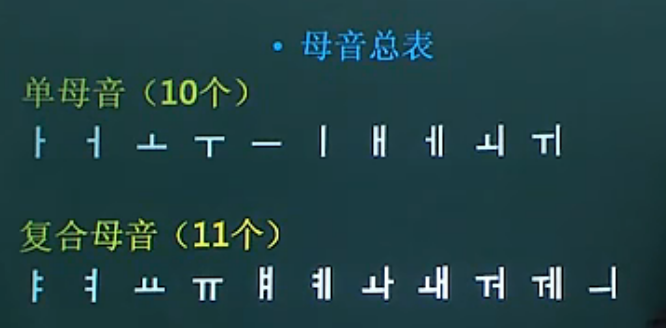 • 母音总表
单母音（10个）
ㅏ ㅓ ㅗ ㅜ ㅡ ㅣ ㅐ ㅔ ㅚ ㅟ
复合母音（11个）
ㅑ ㅕ ㅛ ㅠ ㅒ ㅖ ㅘ ㅙ ㅝ ㅞ ㅢ